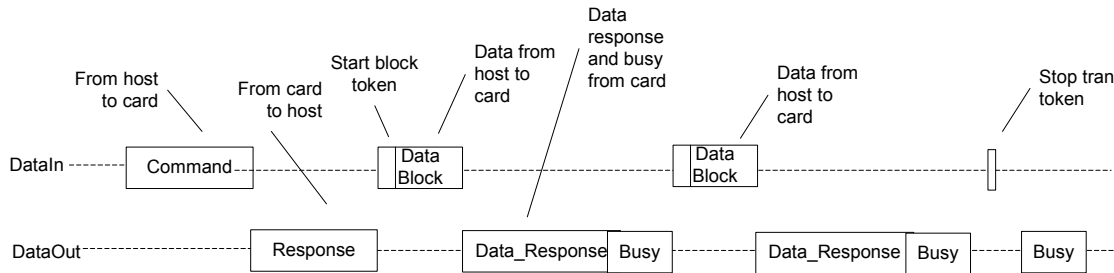 Data
response
and busy
from card
From host
to card
From card
to host
Start block
token
Data from
host to
card
Data from
host to
card
Stop tran
token
DataIn
Command
Data
Block
Data
Block
DataOut
Response
Data_Response
Busy
Data_Response
Busy
Busy